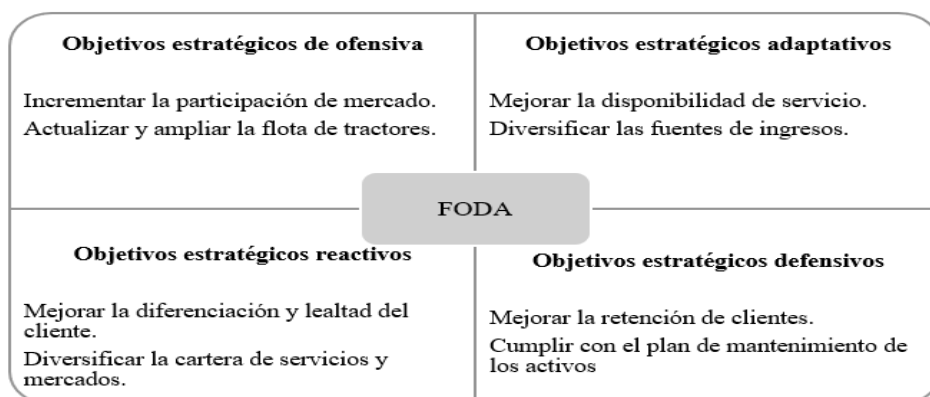 Objetivos estratégicos de ofensiva
Incrementar la participación de mercado.
Actualizar y ampliar la flota de tractores.
Objetivos estratégicos adaptativos
Mejorar la disponibilidad de servicio.
Diversificar las fuentes de ingresos.
FODA
Objetivos estratégicos reactivos
Mejorar la diferenciación y lealtad del
cliente.
Diversificar la cartera de servicios y
mercados.
Objetivos estratégicos defensivos
Mejorar la retención de clientes.
Cumplir con el plan de mantenimiento de
los activos